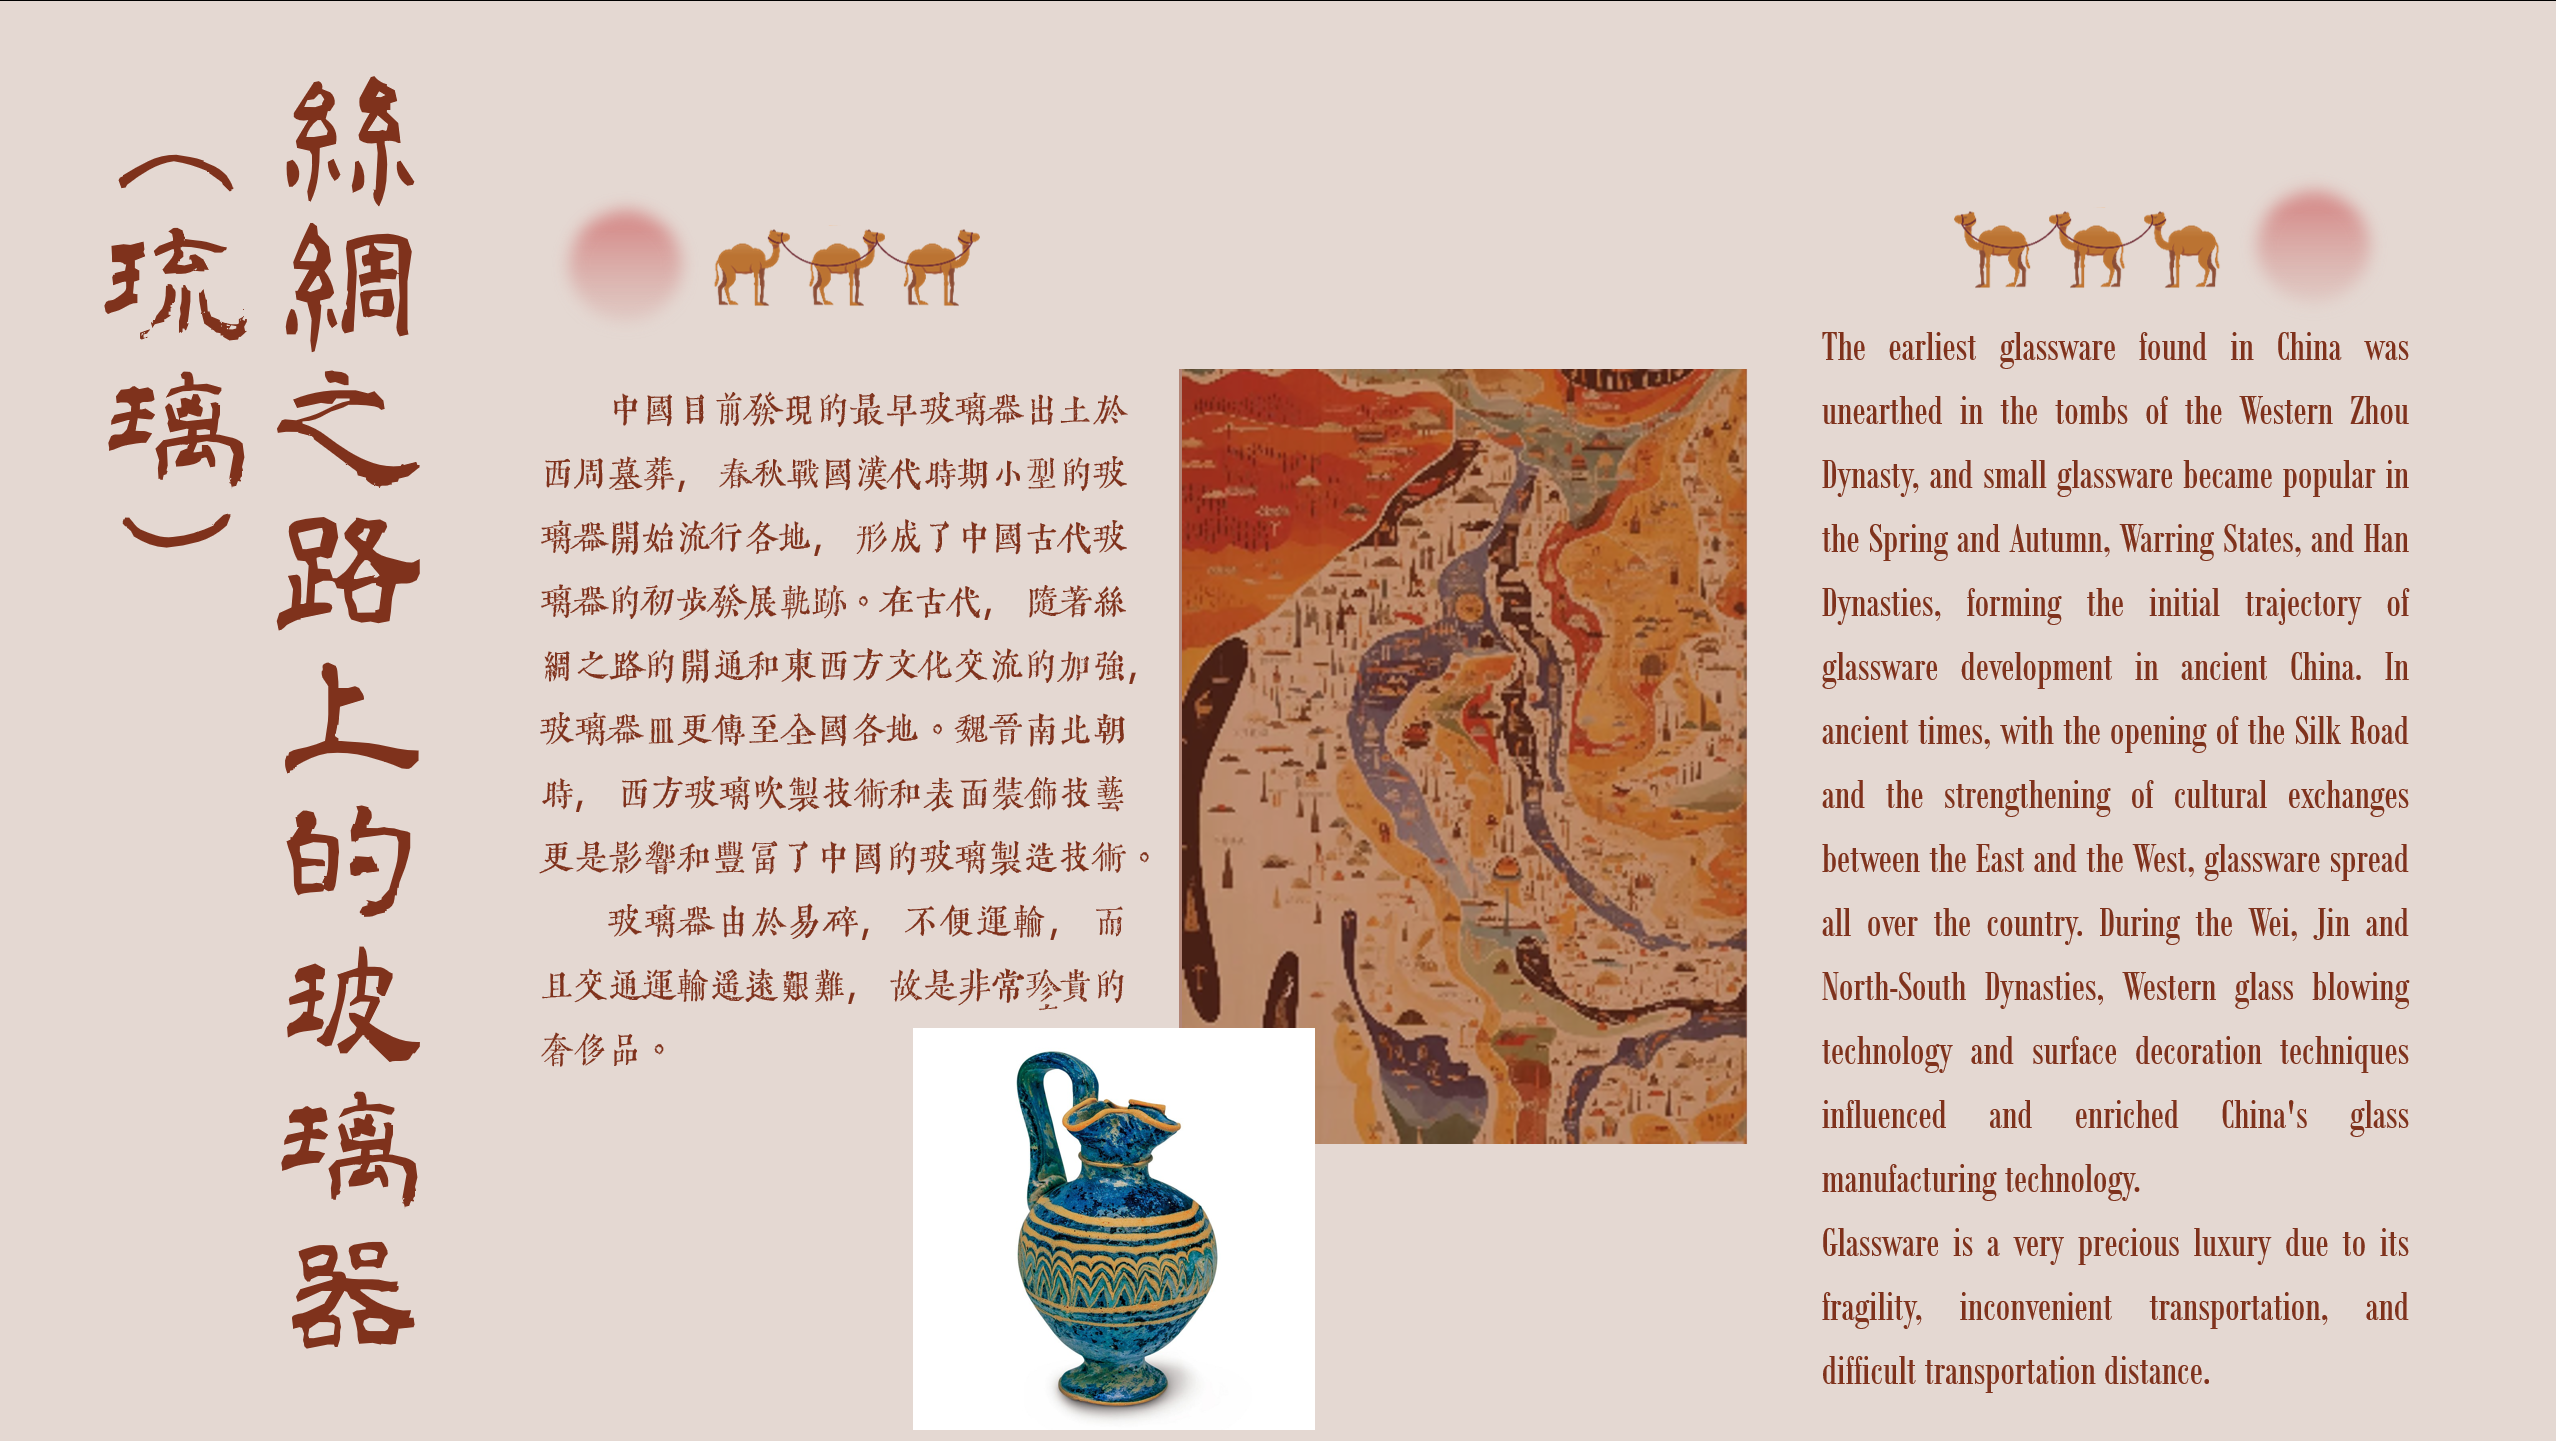 絲綢之路上的玻璃器
（琉璃）
中國目前發現的最早玻璃器出土於
西周墓葬, 春秋戰國漢代時期小型的玻
璃器開始流行各地, 形成了中國古代玻
璃器的初步發展軌跡。在古代, 隨著絲
綢之路的開通和東西方文化交流的加強,
玻璃器皿更傳至全國各地。魏晉南北朝
時, 西方玻璃吹製技術和表面裝飾技藝
更是影響和豐富了中國的玻璃製造技術。
玻璃器由於易碎, 不便運輸, 而
且交通運輸遥遠艱難, 故是非常珍貴的
奢侈品。
The earliest glassware found in China was
unearthed in the tombs of the Western Zhou
Dynasty, and small glassware became popular in
the Spring and Autumn, Warring States, and Han
Dynasties, forming the initial trajectory of
glassware development in ancient China. In
ancient times, with the opening of the Silk Road
and the strengthening of cultural exchanges
between the East and the West, glassware spread
all over the country. During the Wei, Jin and
North-South Dynasties, Western glass blowing
technology and surface decoration techniques
influenced and enriched China's glass
manufacturing technology.
Glassware is a very precious luxury due to its
fragility, inconvenient transportation, and
difficult transportation distance.